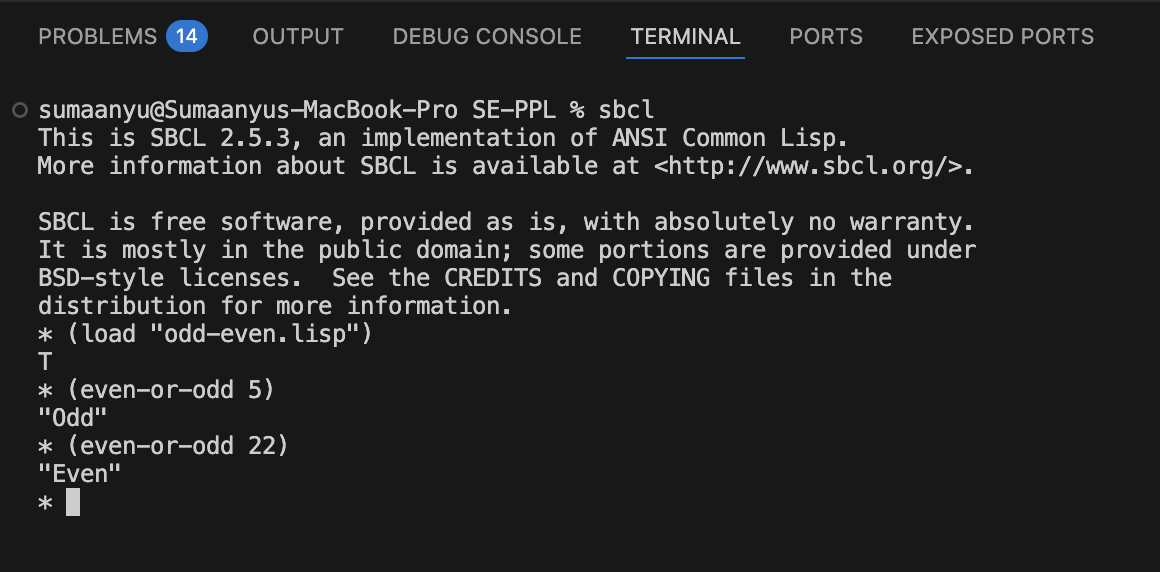 PROBLEMS 14 OUTPUT DEBUG CONSOLE TERMINAL PORTS EXPOSED PORTS
sumaanyu@Sumaanyus-MacBook-Pro SE-PPL % sbcl
This is SBCL 2.5.3, an implementation of ANSI Common Lisp.
More information about SBCL is available at <http://www.sbcl.org/>.
SBCL is free software, provided as is, with absolutely no warranty.
It is mostly in the public domain; some portions are provided under
BSD-style licenses.  See the CREDITS and COPYING files in the
distribution for more information.
* (load "odd-even.lisp")
T
* (even-or-odd 5)
"Odd"
* (even-or-odd 22)
"Even"
*